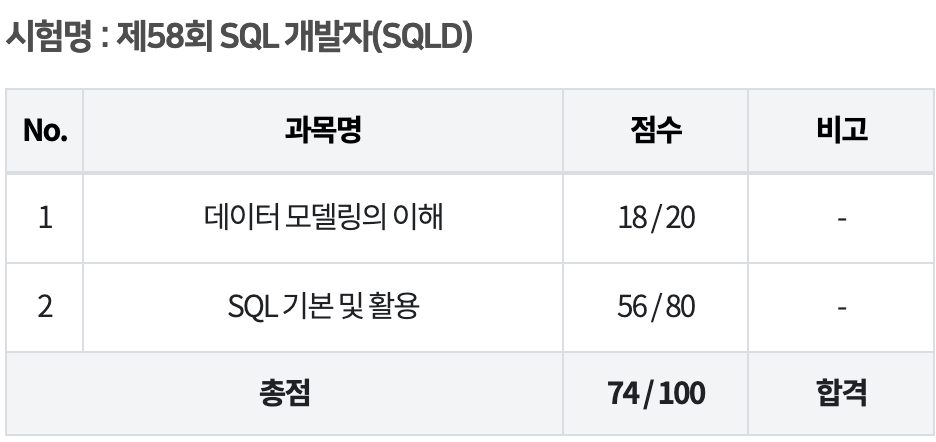 시험명 : 제58회 SQL 개발자(SQLD)
No. 과목명 점수 비고
1 데이터 모델링의 이해 18 / 20 -
2 SQL 기본 및 활용 56 / 80 -
총점 74 / 100 합격